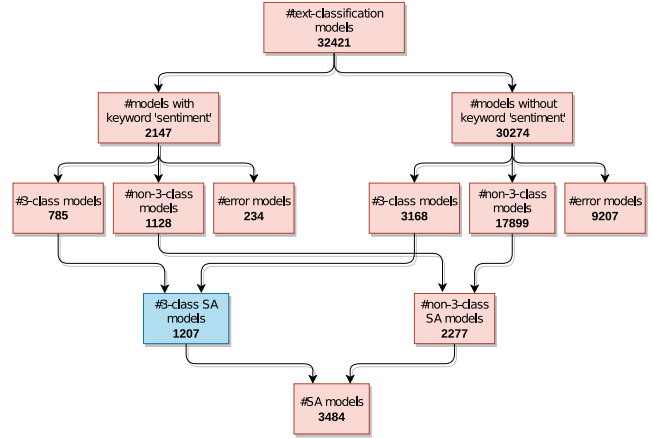 #text-classification
models
32421
#models with
keyword 'sentiment'
2147
#models without
keyword 'sentiment'
30274
#3-class models
785
#non-3-class
models
1128
#error models
234
#3-class models
3168
#non-3-class
models
17899
#error models
9207
#3-class SA
models
1207
#non-3-class
SA models
2277
#SA models
3484